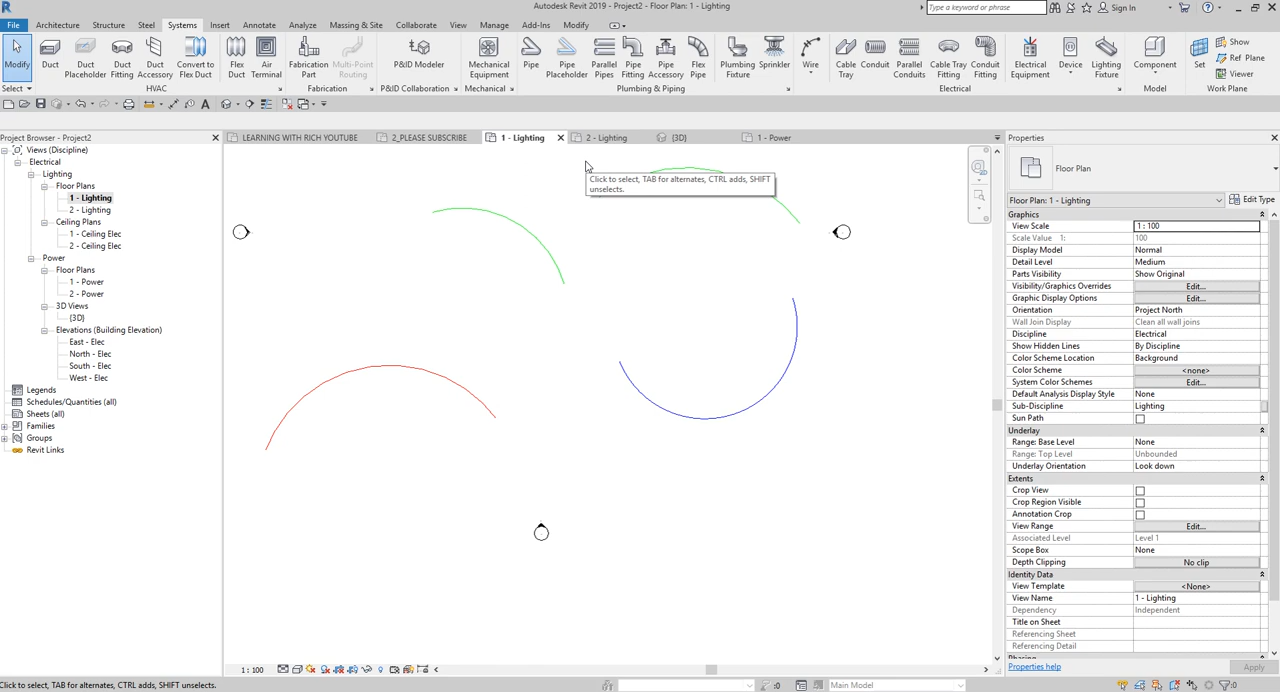 Autodesk Revit 2019 - Project2 - Floor Plan: 1 - Lighting
Type a keyword or phrase
Sign In
File Architecture Structure Steel Systems Insert Annotate Analyze Massing & Site Collaborate View Manage Add-Ins Modify
Modify
Duct
Duct Placeholder
Duct Fitting
Duct Accessory
Convert to Flex Duct
Flex Duct
Air Terminal
Fabrication Part
Multi-Point Routing
P&ID Modeler
Mechanical Equipment
Pipe
Pipe Placeholder
Parallel Pipes
Pipe Fitting
Pipe Accessory
Flex Pipe
Plumbing Fixture
Sprinkler
Wire
Cable Tray
Conduit
Parallel Conduits
Cable Tray Fitting
Conduit Fitting
Electrical Equipment
Device
Lighting Fixture
Component
Set
Show
Ref Plane
Viewer
Select
HVAC
Fabrication
P&ID Collaboration
Mechanical
Plumbing & Piping
Electrical
Model
Work Plane
Project Browser - Project2
Views (Discipline)
Electrical
Lighting
Floor Plans
1 - Lighting
2 - Lighting
Ceiling Plans
1 - Ceiling Elec
2 - Ceiling Elec
Power
Floor Plans
1 - Power
2 - Power
3D Views
{3D}
Elevations (Building Elevation)
East - Elec
North - Elec
South - Elec
West - Elec
Legends
Schedules/Quantities (all)
Sheets (all)
Families
Groups
Revit Links
LEARNING WITH RICH YOUTUBE
2_PLEASE SUBSCRIBE
1 - Lighting
2 - Lighting
{3D}
1 - Power
Click to select, TAB for alternates, CTRL adds, SHIFT
unselects.
Properties
Floor Plan
Floor Plan: 1 - Lighting Edit Type
Graphics
View Scale 1 : 100
Scale Value 1: 100
Display Model Normal
Detail Level Medium
Parts Visibility Show Original
Visibility/Graphics Overrides Edit...
Graphic Display Options Edit...
Orientation Project North
Wall Join Display Clean all wall joins
Discipline Electrical
Show Hidden Lines By Discipline
Color Scheme Location Background
Color Scheme <none>
System Color Schemes Edit...
Default Analysis Display Style None
Sub-Discipline Lighting
Sun Path
Underlay
Range: Base Level None
Range: Top Level Unbounded
Underlay Orientation Look down
Extents
Crop View
Crop Region Visible
Annotation Crop
View Range Edit...
Associated Level Level 1
Scope Box None
Depth Clipping No clip
Identity Data
View Template <None>
View Name 1 - Lighting
Dependency Independent
Title on Sheet
Referencing Sheet
Referencing Detail
Phasing
Properties help Apply
1 : 100
Click to select, TAB for alternates, CTRL adds, SHIFT unselects.
:0
Main Model
:0